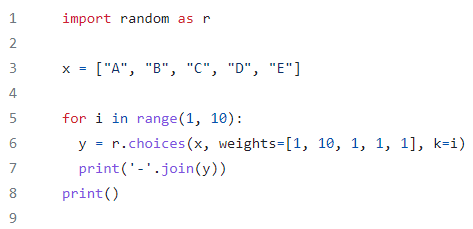 1 import random as r
2
3 x = ["A", "B", "C", "D", "E"]
4
5 for i in range(1, 10):
6   y = r.choices(x, weights=[1, 10, 1, 1, 1], k=i)
7   print('-'.join(y))
8 print()
9